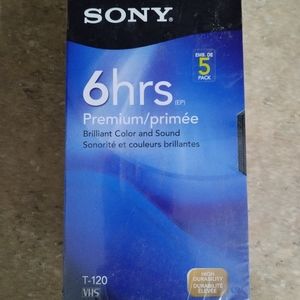 SONY®
EMB. DE
5
PACK
6hrs (EP)
Premium/primée
Brilliant Color and Sound
Sonorité et couleurs brillantes
T-120
VHS
HIGH
DURABILITY
DURABILITÉ
ÉLEVÉE